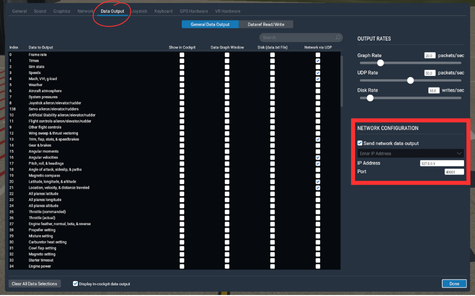 General Sound Graphics Network Data Output Joysticks Keyboard GPS Hardware VR Hardware
General Data Output Dataref Read/Write
Search
Index Data to Output Show in Cockpit Data Graph Window Disk (data.txt File) Network via UDP
0 Frame rate
1 Times
2 Sim stats
3 Speeds
4 Mach, VVI, g-load
5 Weather
6 Aircraft atmosphere
7 System pressures
8 Joystick aileron/elevator/rudder
Servo aileron/elevator/rudder
10 Artificial Stability aileron/elevator/rudder
11 Flight controls aileron/elevator/rudder
Other flight controls
Wing sweep & thrust vectoring
13 Trim, flap, slats, & speedbrakes
14 Gear & brakes
15 Angular moments
16 Angular velocities
17 Pitch, roll, & headings
18 Angle of attack, sideslip, & paths
19 Magnetic compass
20 Latitude, longitude, & altitude
21 Location, velocity, & distance traveled
22 All planes latitude
23 All planes longitude
24 All planes altitude
25 Throttle (commanded)
26 Throttle (actual)
27 Engine feather, normal, beta, & reverse
28 Propeller setting
29 Mixture setting
30 Carburetor heat setting
31 Cowl flap setting
32 Magneto setting
33 Starter timeout
34 Engine power
OUTPUT RATES
Graph Rate packets/sec
UDP Rate packets/sec
Disk Rate writes/sec
NETWORK CONFIGURATION
Send network data output
Enter IP Address
IP Address
Port
Clear All Data Selections Display in cockpit data output Done